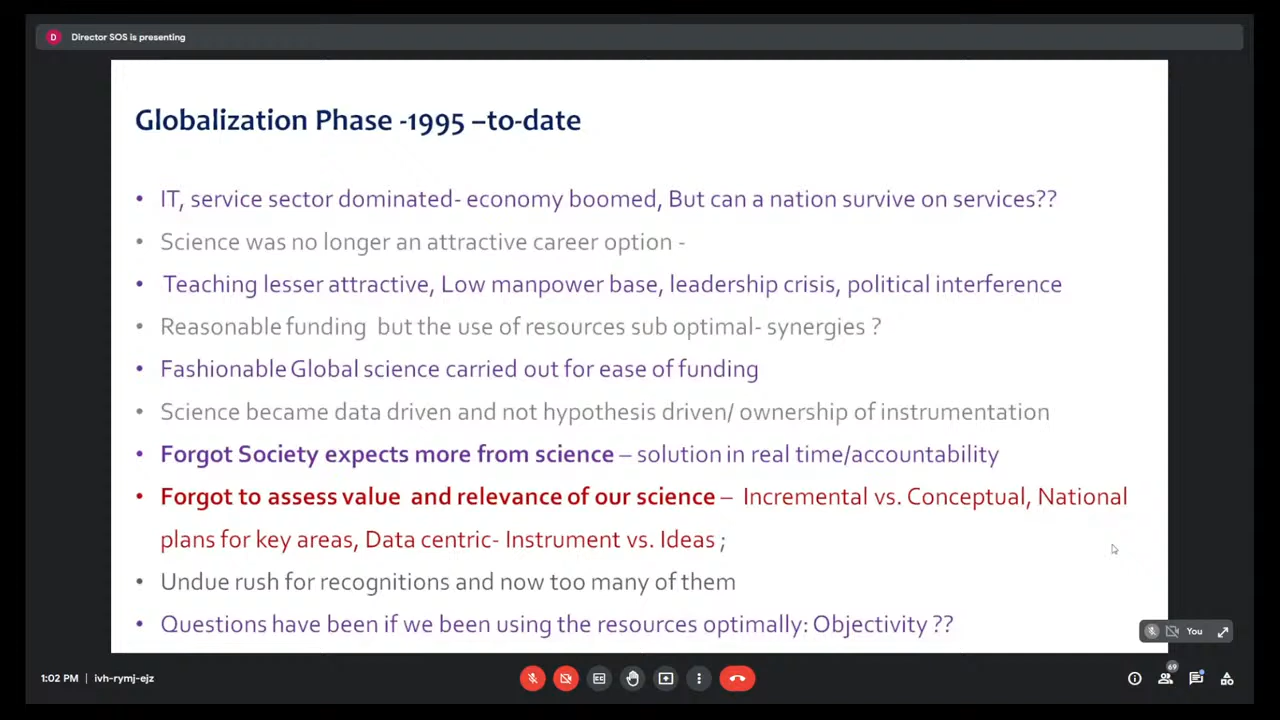 D Director SOS is presenting
Globalization Phase -1995 –to-date
• IT, service sector dominated- economy boomed, But can a nation survive on services??
• Science was no longer an attractive career option -
• Teaching lesser attractive, Low manpower base, leadership crisis, political interference
• Reasonable funding but the use of resources sub optimal- synergies ?
• Fashionable Global science carried out for ease of funding
• Science became data driven and not hypothesis driven/ ownership of instrumentation
• Forgot Society expects more from science – solution in real time/accountability
• Forgot to assess value and relevance of our science – Incremental vs. Conceptual, National
plans for key areas, Data centric- Instrument vs. Ideas ;
• Undue rush for recognitions and now too many of them
• Questions have been if we been using the resources optimally: Objectivity ??
You
1:02 PM | ivh-rymj-ejz
69